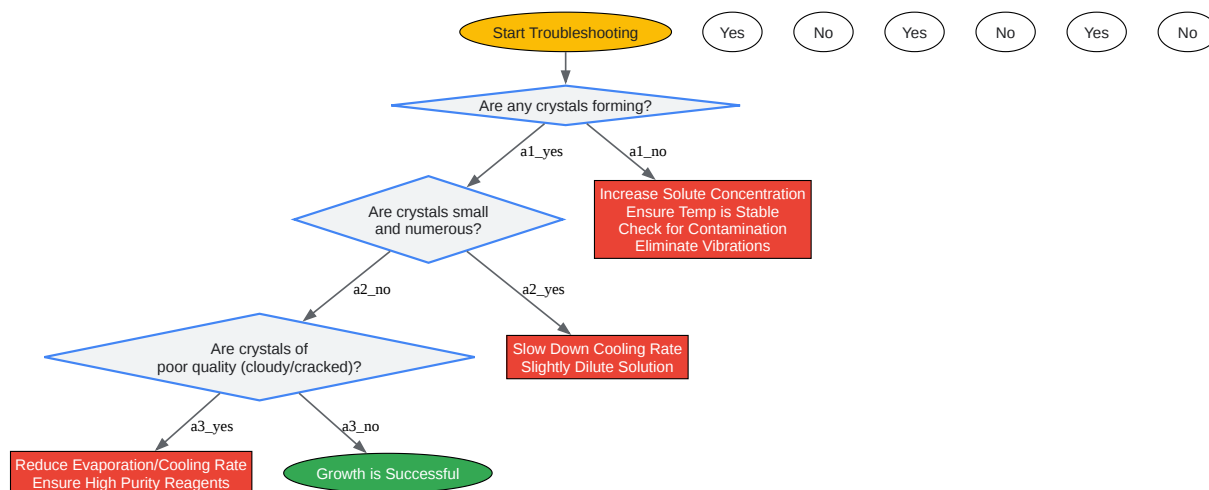 Start Troubleshooting
Yes
No
Yes
No
Yes
No
Are any crystals forming?
a1_yes
a1_no
Are crystals small
and numerous?
Increase Solute Concentration
Ensure Temp is Stable
Check for Contamination
Eliminate Vibrations
a2_no
a2_yes
Are crystals of
poor quality (cloudy/cracked)?
Slow Down Cooling Rate
Slightly Dilute Solution
a3_yes
a3_no
Reduce Evaporation/Cooling Rate
Ensure High Purity Reagents
Growth is Successful